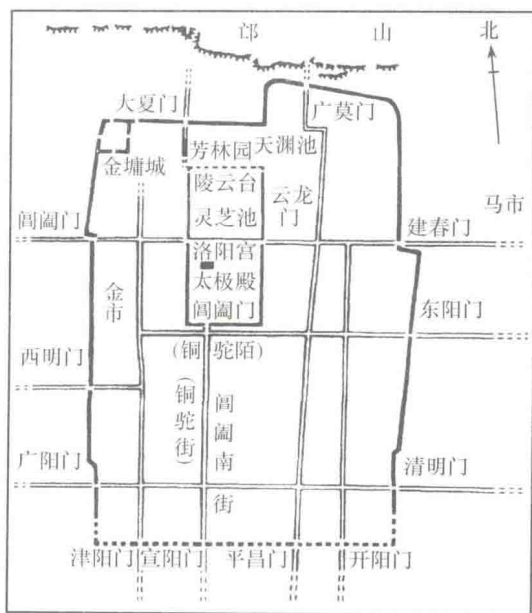 邙山
北
大夏门
广莫门
芳林园
天渊池
金墉城
陵云台
云龙门
灵芝池
马市
阊阖门
建春门
洛阳宫
太极殿
金市
阊阖门
东阳门
(铜驼陌)
西明门
(铜驼街)
阊阖南街
广阳门
清明门
津阳门
宣阳门
平昌门
开阳门